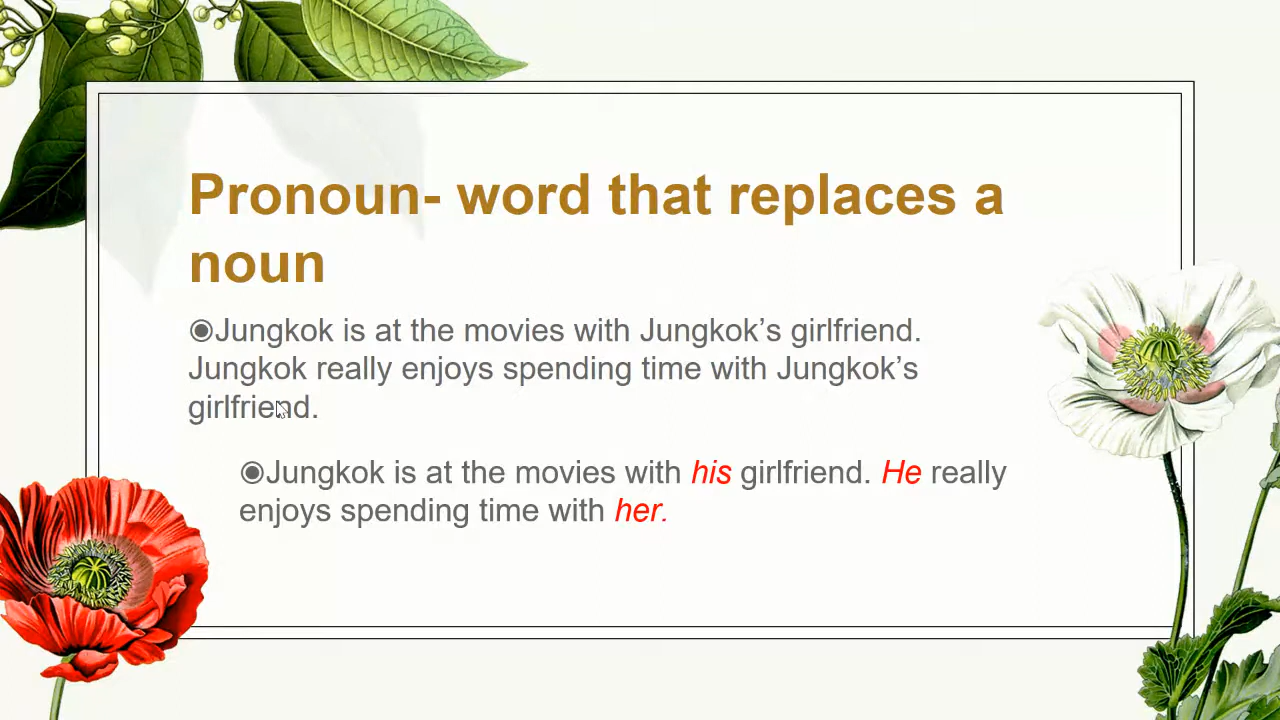 Pronoun- word that replaces a
noun
◉Jungkok is at the movies with Jungkok’s girlfriend.
Jungkok really enjoys spending time with Jungkok’s
girlfriend.
◉Jungkok is at the movies with his girlfriend. He really
enjoys spending time with her.